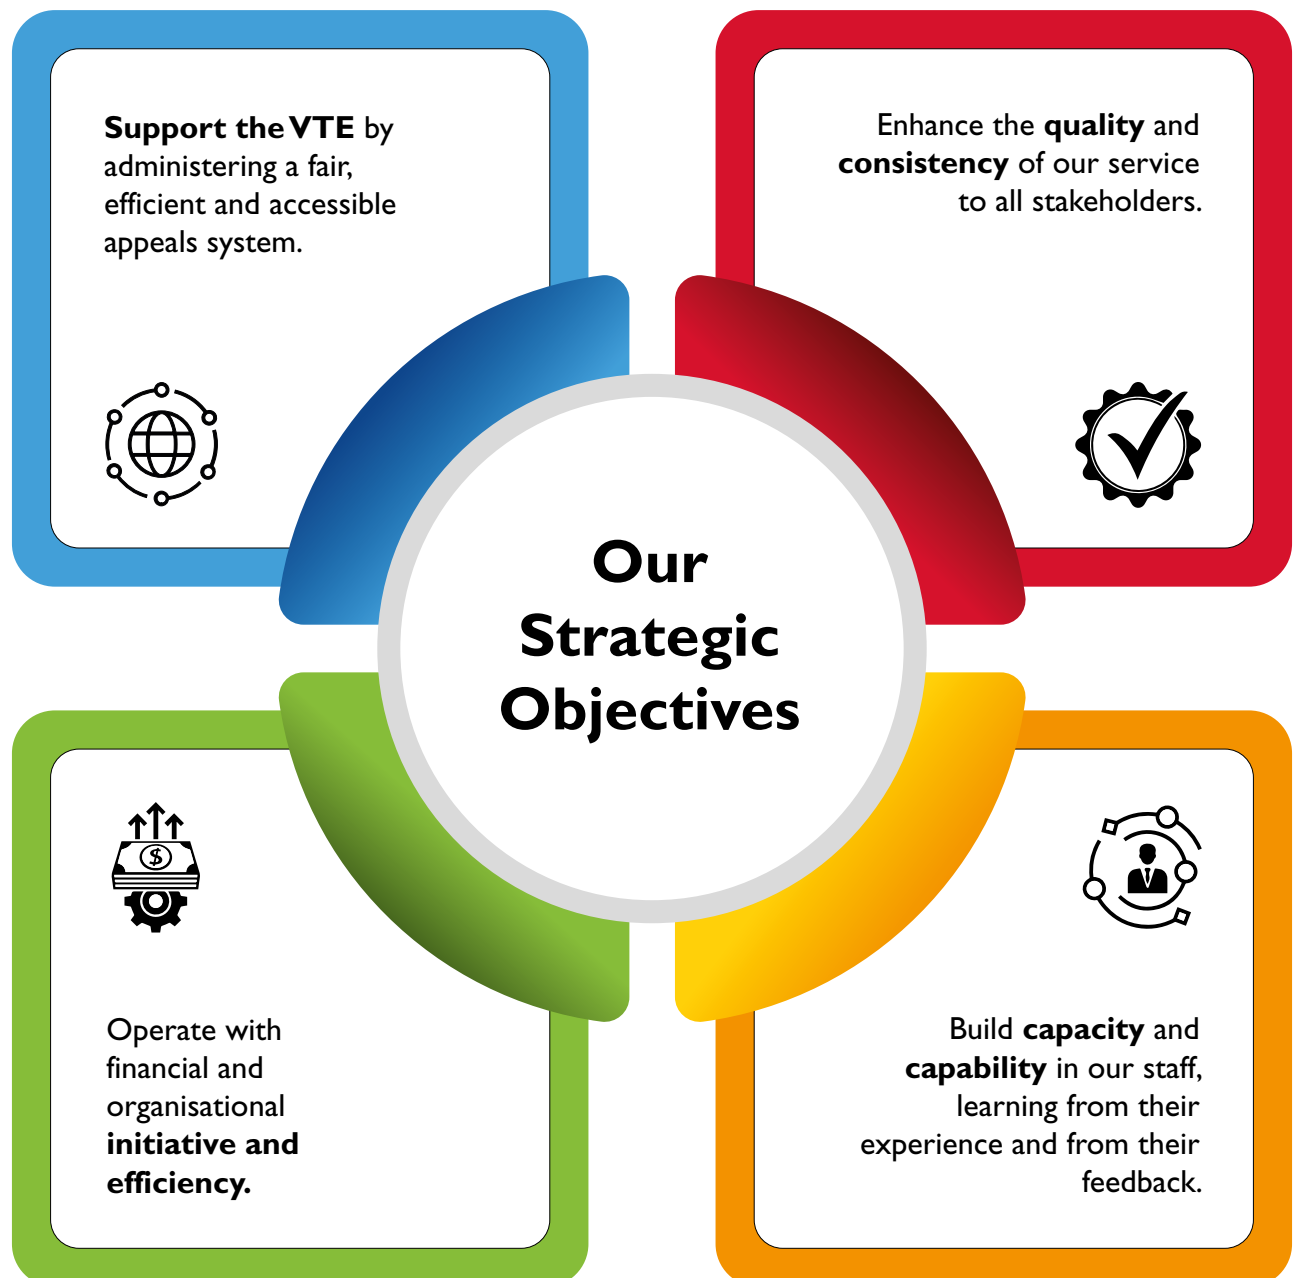 Support the VTE by
administering a fair,
efficient and accessible
appeals system.
Enhance the quality and
consistency of our service
to all stakeholders.
Our
Strategic
Objectives
$
Operate with
financial and
organisational
initiative and
efficiency.
Build capacity and
capability in our staff,
learning from their
experience and from their
feedback.